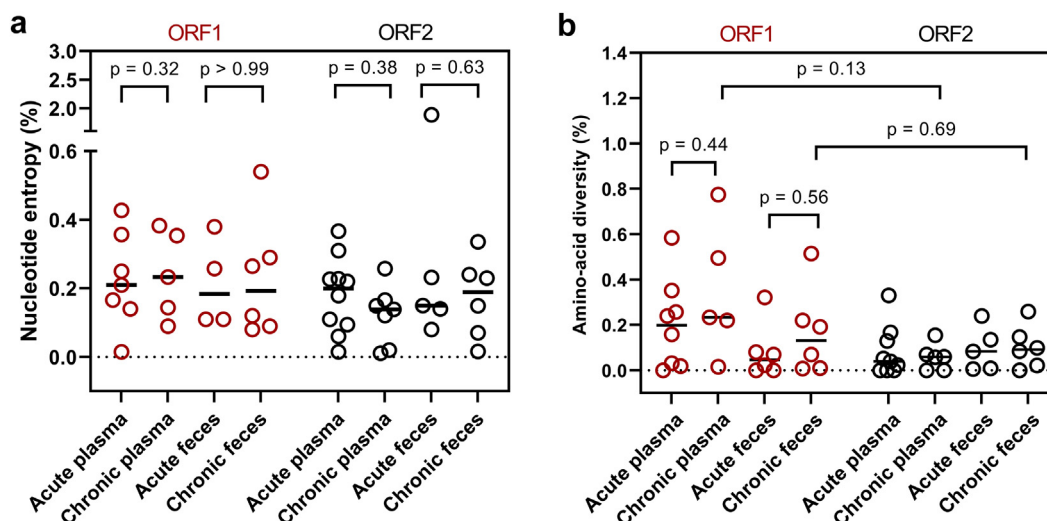 a
ORF1 ORF2
Nucleotide entropy (%)
3.0
2.5
2.0
0.6
0.4
0.2
0.0
p = 0.32 p > 0.99 p = 0.38 p = 0.63
Acute plasma
Chronic plasma
Acute feces
Chronic feces
Acute plasma
Chronic plasma
Acute feces
Chronic feces
b
ORF1 ORF2
Amino-acid diversity (%)
1.4
1.2
1.0
0.8
0.6
0.4
0.2
0.0
p = 0.13
p = 0.69
p = 0.44
p = 0.56
Acute plasma
Chronic plasma
Acute feces
Chronic feces
Acute plasma
Chronic plasma
Acute feces
Chronic feces